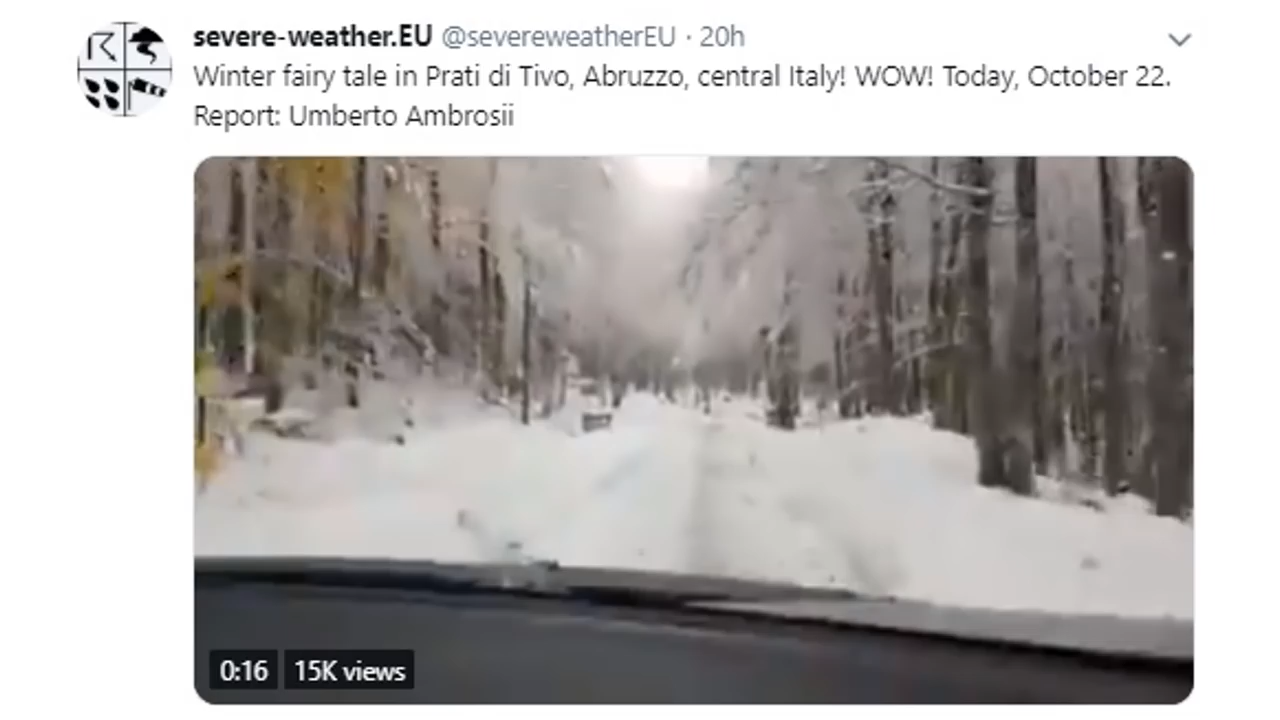 severe-weather.EU @severeweatherEU · 20h
Winter fairy tale in Prati di Tivo, Abruzzo, central Italy! WOW! Today, October 22.
Report: Umberto Ambrosii
0:16 15K views